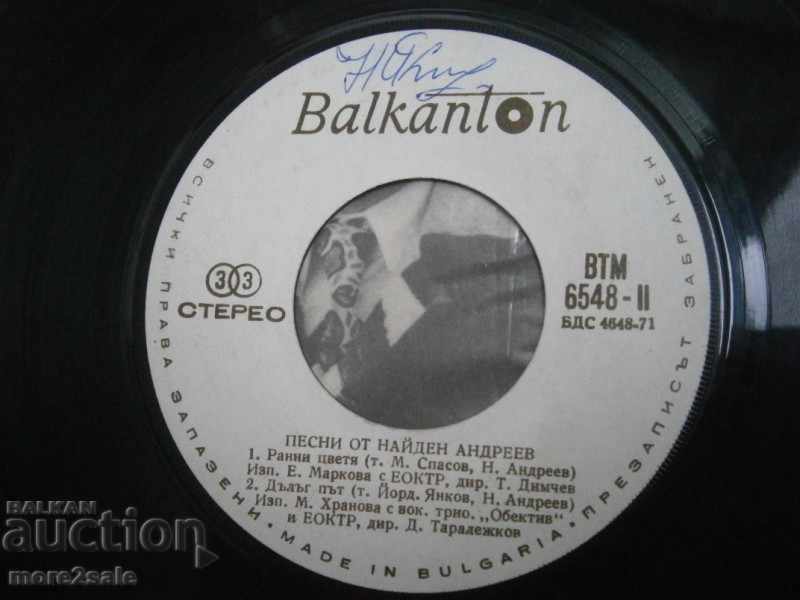 Balkanton
ВСИЧКИ ПРАВА ЗАПАЗЕНИ · MADE IN BULGARIA · ПРЕЗАПИСЪТ ЗАБРАНЕН
33
СТЕРЕО
ВТМ
6548 - II
БДС 4648-71
ПЕСНИ ОТ НАЙДЕН АНДРЕЕВ
1. Ранни цветя (т. М. Спасов, Н. Андреев)
Изп. Е. Маркова с ЕОКТР, дир. Т. Димчев
2. Дълъг път (т. Йорд. Янков, Н. Андреев)
Изп. М. Хранова с вок. трио. „Обектив"
и ЕОКТР, дир. Д. Таралежков
BALKAN
auction
more2sale